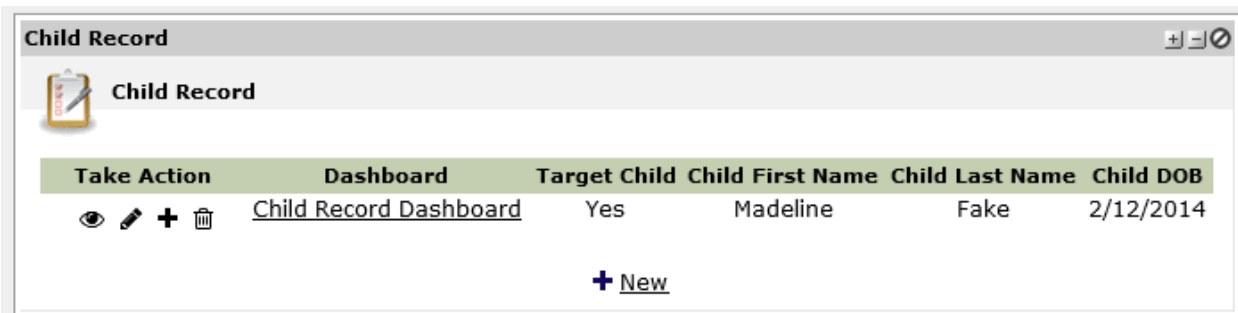 Child Record
Child Record
Take Action Dashboard Target Child Child First Name Child Last Name Child DOB
Child Record Dashboard Yes Madeline Fake 2/12/2014
New